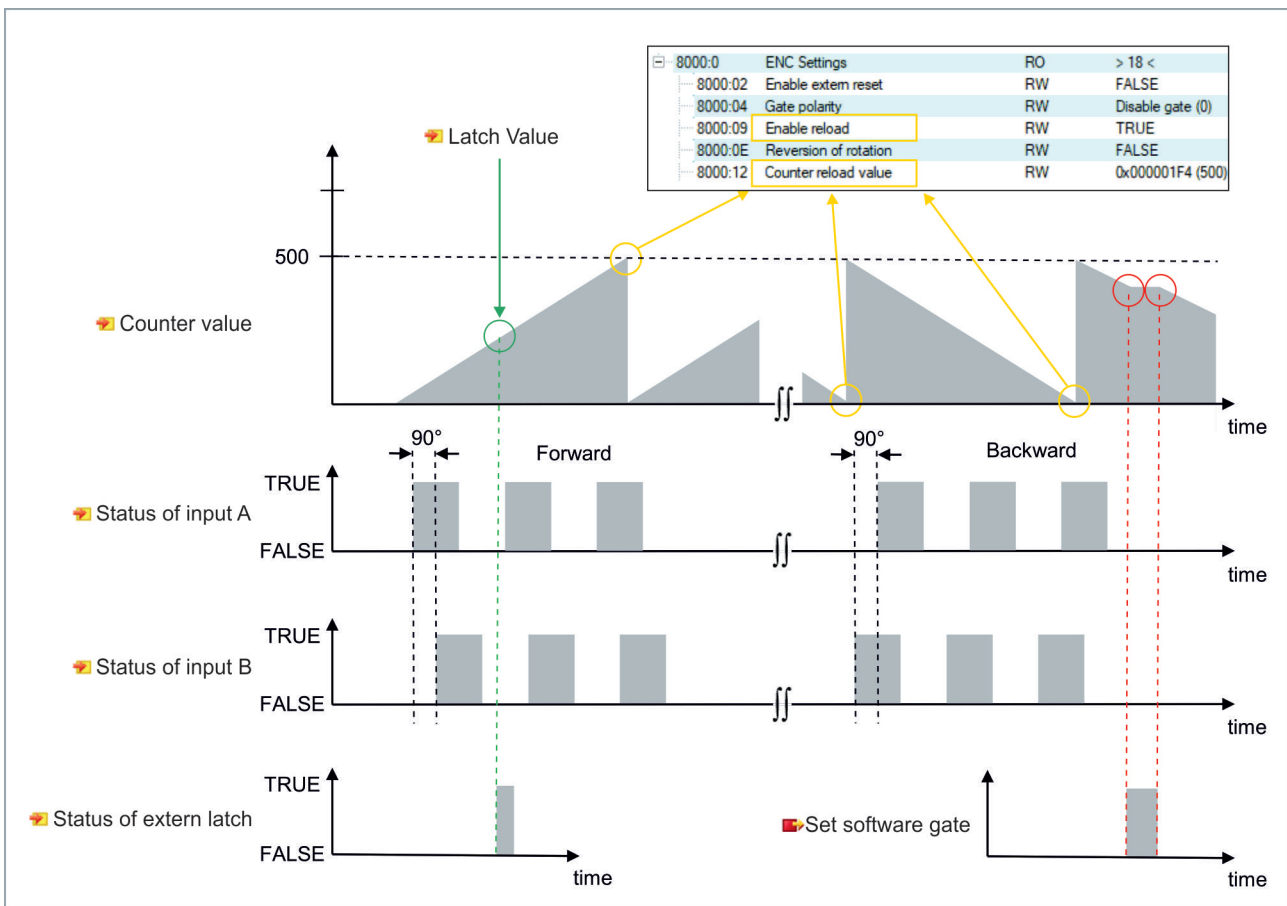 8000:0 ENC Settings RO > 18 <
8000:02 Enable extern reset RW FALSE
8000:04 Gate polarity RW Disable gate (0)
8000:09 Enable reload RW TRUE
8000:0E Reversion of rotation RW FALSE
8000:12 Counter reload value RW 0x000001F4 (500)
Latch Value
500
Counter value
time
90° Forward 90° Backward
TRUE
Status of input A
FALSE
time
TRUE
Status of input B
FALSE
time
TRUE
Status of extern latch
FALSE
time
Set software gate
time